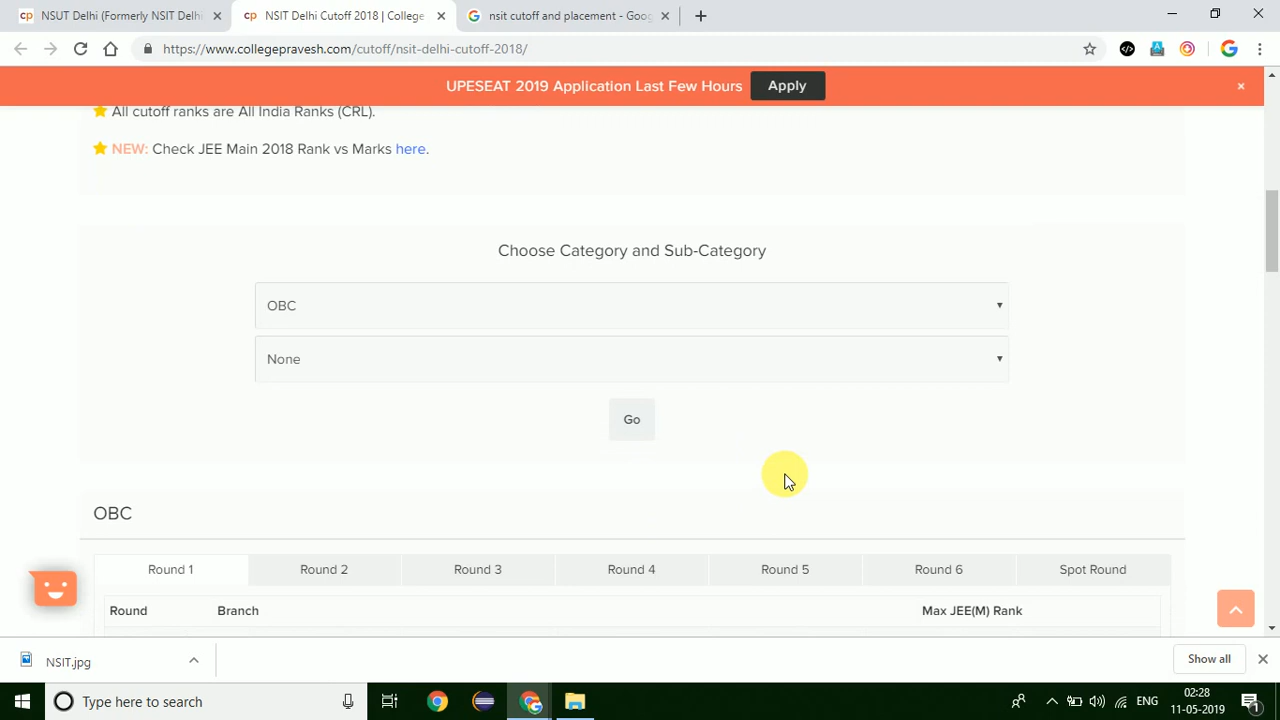 NSUT Delhi (Formerly NSIT Delhi
NSIT Delhi Cutoff 2018 | College
nsit cutoff and placement - Goog
https://www.collegepravesh.com/cutoff/nsit-delhi-cutoff-2018/
UPESEAT 2019 Application Last Few Hours Apply
All cutoff ranks are All India Ranks (CRL).
NEW: Check JEE Main 2018 Rank vs Marks here.
Choose Category and Sub-Category
OBC
None
Go
OBC
Round 1 Round 2 Round 3 Round 4 Round 5 Round 6 Spot Round
Round Branch Max JEE(M) Rank
NSIT.jpg
Show all
Type here to search
ENG
02:28
11-05-2019
1